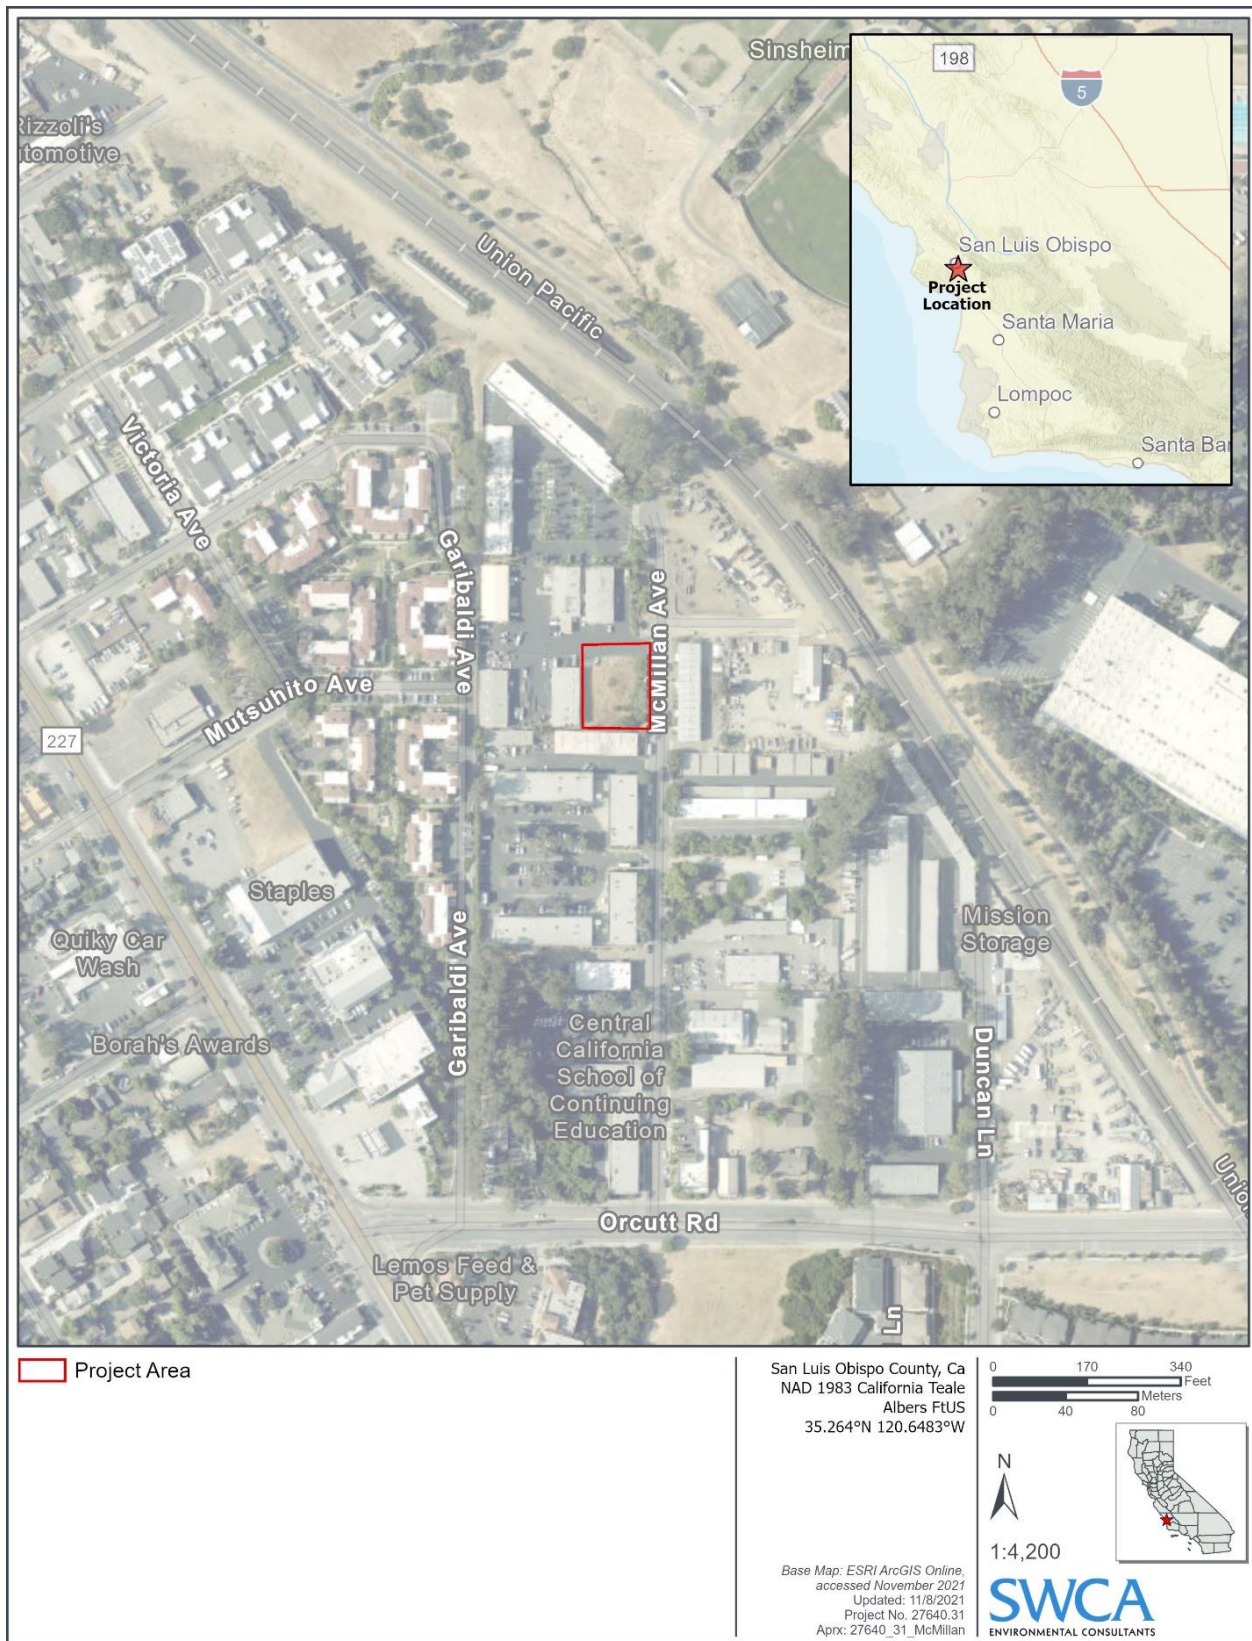 Sinsheim
Rizzoli's
utomotive
198
5
San Luis Obispo
Project
Location
Santa Maria
Lompoc
Santa Bar
Union Pacific
Victoria Ave
Garibaldi Ave
McMillan Ave
Mutsuhito Ave
227
Staples
Quiky Car
Wash
Mission
Storage
Garibaldi Ave
Borah's Awards
Central
California
School of
Continuing
Education
Duncan Ln
Union
Orcutt Rd
Lemos Feed &
Pet Supply
Ln
Project Area
San Luis Obispo County, Ca
NAD 1983 California Teale
Albers FtUS
35.264°N 120.6483°W
0 170 340
Feet
Meters
0 40 80
N
1:4,200
Base Map: ESRI ArcGIS Online,
accessed November 2021
Updated: 11/8/2021
Project No. 27640.31
Aprx: 27640_31_McMillan
SWCA
ENVIRONMENTAL CONSULTANTS